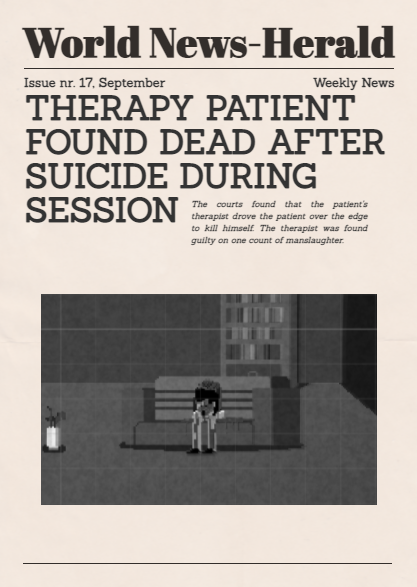 World News-Herald
Issue nr. 17, September
Weekly News
THERAPY PATIENT
FOUND DEAD AFTER
SUICIDE DURING
SESSION
The courts found that the patient's
therapist drove the patient over the edge
to kill himself. The therapist was found
guilty on one count of manslaughter.